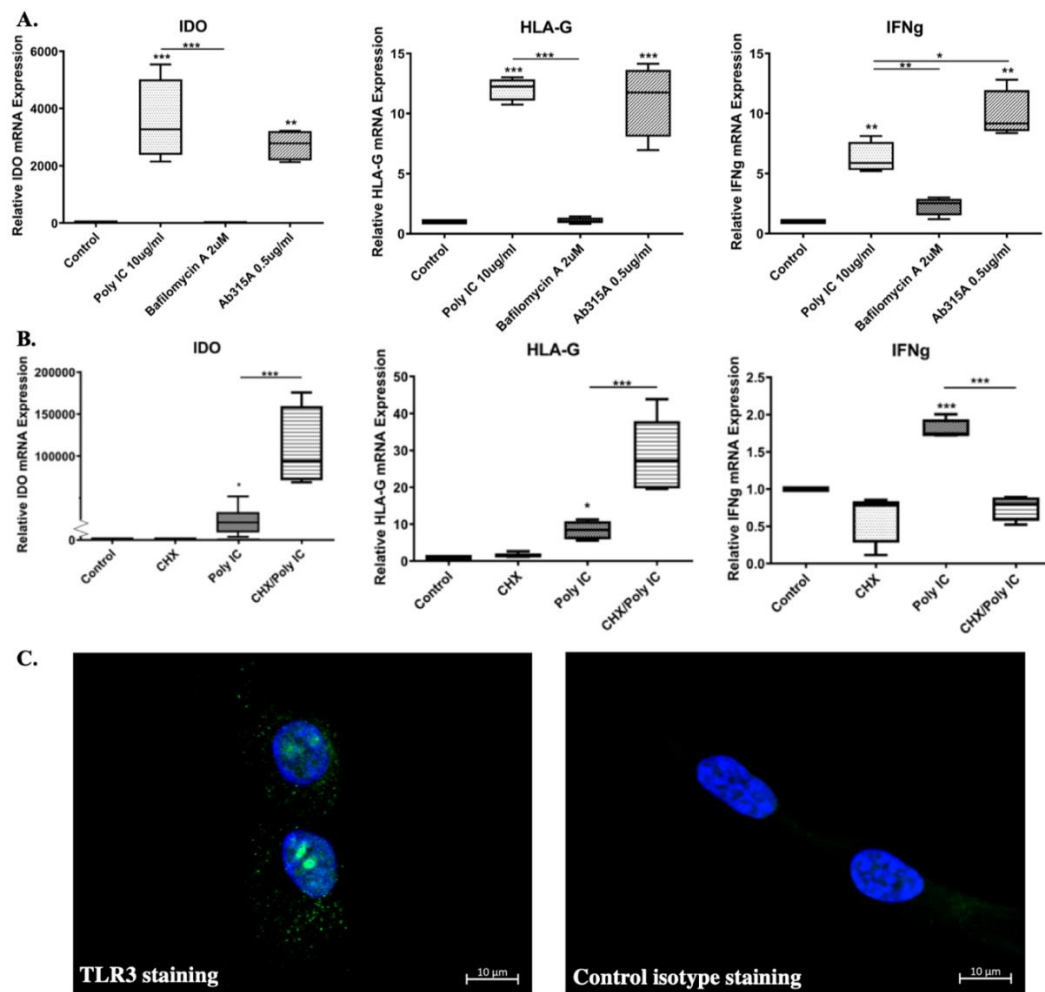 A.
IDO
Relative IDO mRNA Expression
6000
4000
2000
0
***
***
**
Control
Poly IC 10ug/ml
Bafilomycin A 2uM
Ab315A 0.5ug/ml
HLA-G
Relative HLA-G mRNA Expression
15
10
5
0
***
***
***
Control
Poly IC 10ug/ml
Bafilomycin A 2uM
Ab315A 0.5ug/ml
IFNg
Relative IFNg mRNA Expression
15
10
5
0
*
**
**
**
Control
Poly IC 10ug/ml
Bafilomycin A 2uM
Ab315A 0.5ug/ml
B.
IDO
Relative IDO mRNA Expression
200000
150000
100000
0
***
*
Control
CHX
Poly IC
CHX/Poly IC
HLA-G
Relative HLA-G mRNA Expression
50
40
30
20
10
0
***
*
Control
CHX
Poly IC
CHX/Poly IC
IFNg
Relative IFNg mRNA Expression
2.5
2.0
1.5
1.0
0.5
0.0
***
***
Control
CHX
Poly IC
CHX/Poly IC
C.
TLR3 staining
10 μm
Control isotype staining
10 μm